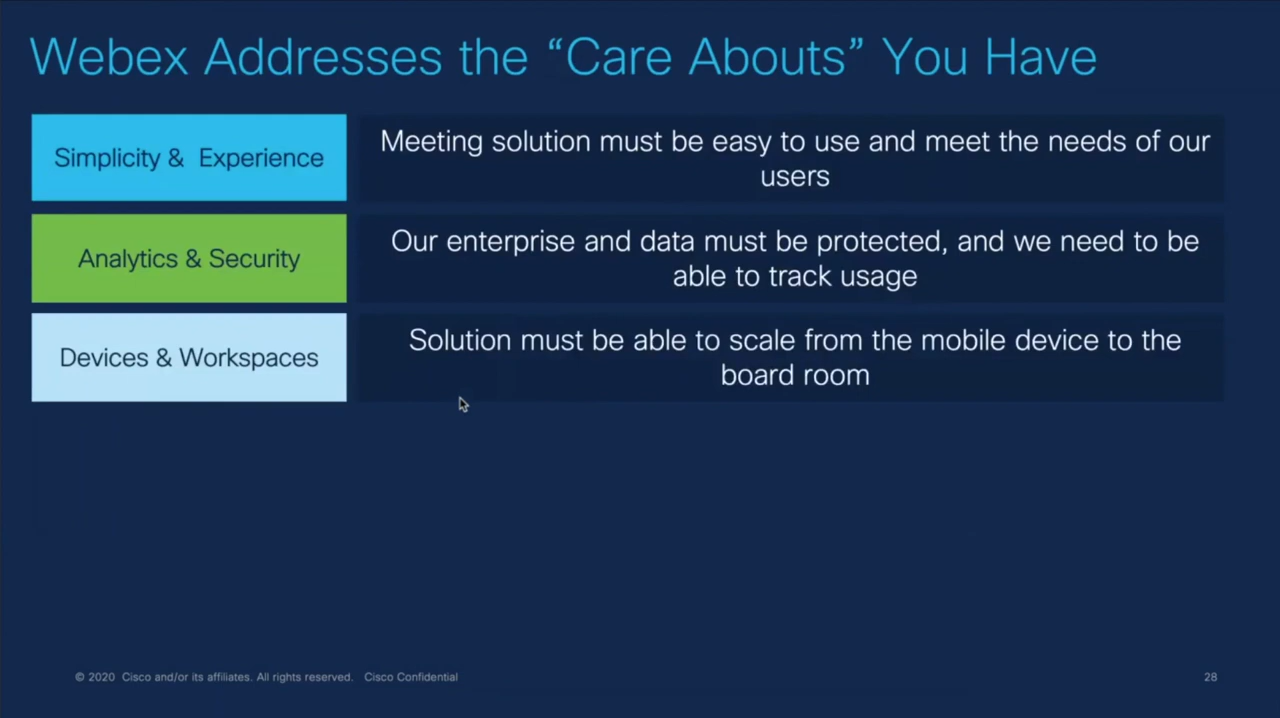 Webex Addresses the “Care Abouts” You Have
Simplicity & Experience
Meeting solution must be easy to use and meet the needs of our
users
Analytics & Security
Our enterprise and data must be protected, and we need to be
able to track usage
Devices & Workspaces
Solution must be able to scale from the mobile device to the
board room
© 2020 Cisco and/or its affiliates. All rights reserved. Cisco Confidential
28